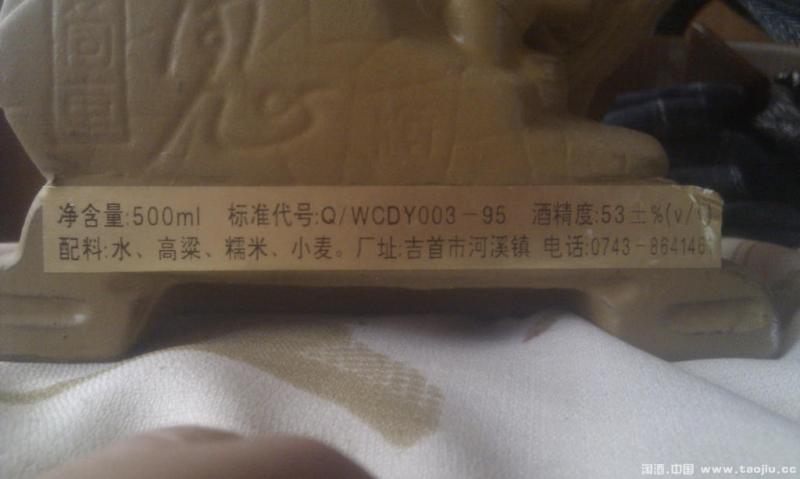 净含量:500ml 标准代号:Q/WCDY003-95 酒精度:53±%(v/v)
配料:水、高粱、糯米、小麦。厂址:吉首市河溪镇 电话:0743-864146
淘酒.中国 www.taojiu.cc